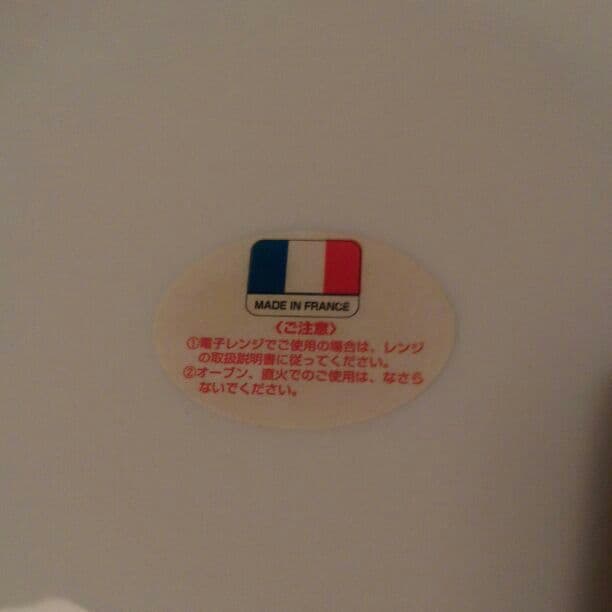 MADE IN FRANCE
〈ご注意〉
①電子レンジでご使用の場合は、レンジ
の取扱説明書に従ってください。
②オーブン、直火でのご使用は、なさら
ないでください。